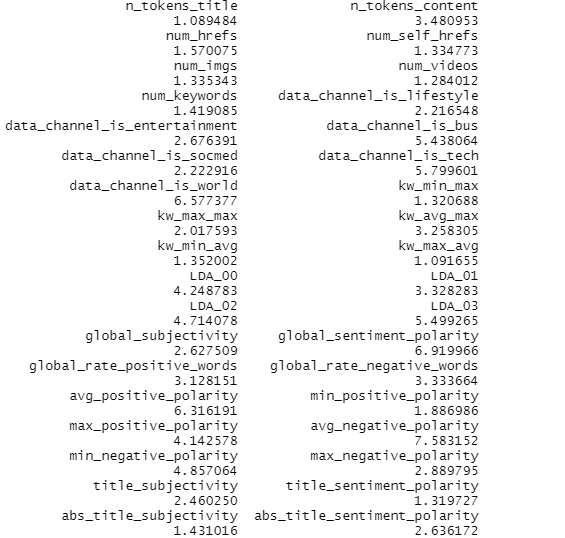 n_tokens_title n_tokens_content
1.089484 3.480953
num_hrefs num_self_hrefs
1.570075 1.334773
num_imgs num_videos
1.335343 1.284012
num_keywords data_channel_is_lifestyle
1.419085 2.216548
data_channel_is_entertainment data_channel_is_bus
2.676391 5.438064
data_channel_is_socmed data_channel_is_tech
2.222916 5.799601
data_channel_is_world kw_min_max
6.577377 1.320688
kw_max_max kw_avg_max
2.017593 3.258305
kw_min_avg kw_max_avg
1.352002 1.091655
LDA_00 LDA_01
4.248783 3.328283
LDA_02 LDA_03
4.714078 5.499265
global_subjectivity global_sentiment_polarity
2.627509 6.919966
global_rate_positive_words global_rate_negative_words
3.128151 3.333664
avg_positive_polarity min_positive_polarity
6.316191 1.886986
max_positive_polarity avg_negative_polarity
4.142578 7.583152
min_negative_polarity max_negative_polarity
4.857064 2.889795
title_subjectivity title_sentiment_polarity
2.460250 1.319727
abs_title_subjectivity abs_title_sentiment_polarity
1.431016 2.636172